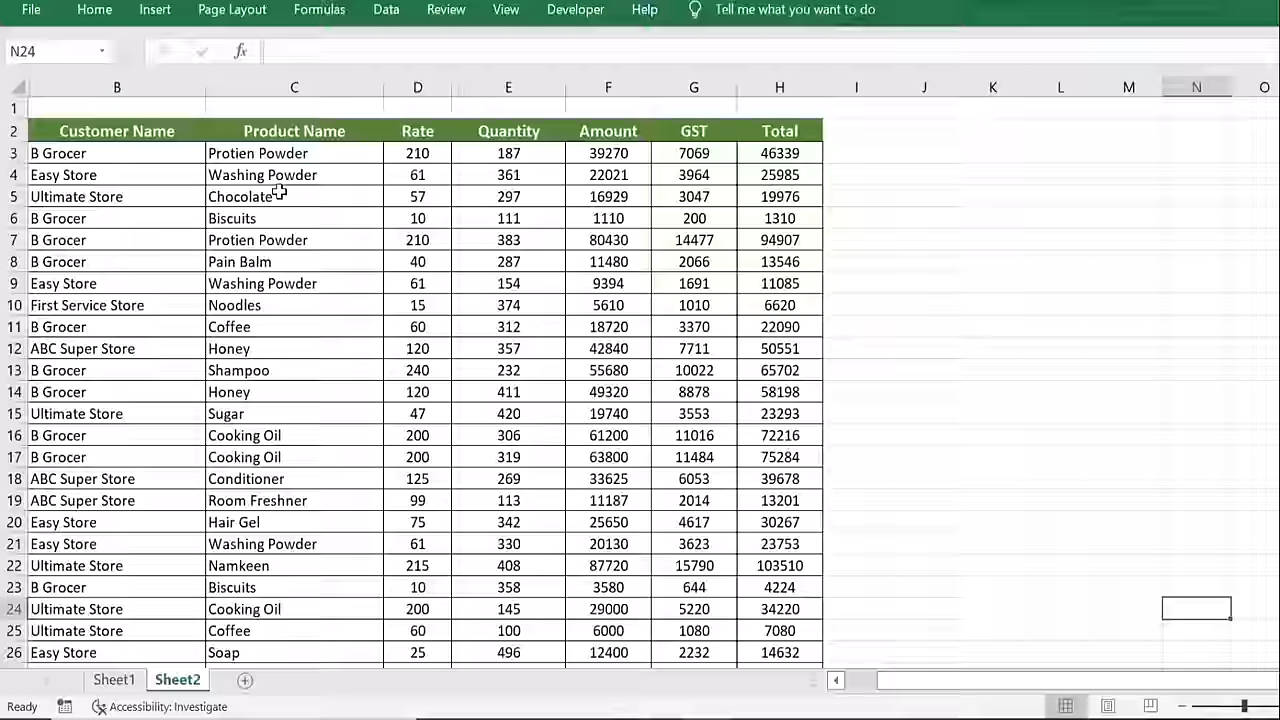 File Home Insert Page Layout Formulas Data Review View Developer Help Tell me what you want to do
N24 fx
B C D E F G H I J K L M N O
1
2 Customer Name Product Name Rate Quantity Amount GST Total
3 B Grocer Protien Powder 210 187 39270 7069 46339
4 Easy Store Washing Powder 61 361 22021 3964 25985
5 Ultimate Store Chocolate 57 297 16929 3047 19976
6 B Grocer Biscuits 10 111 1110 200 1310
7 B Grocer Protien Powder 210 383 80430 14477 94907
8 B Grocer Pain Balm 40 287 11480 2066 13546
9 Easy Store Washing Powder 61 154 9394 1691 11085
10 First Service Store Noodles 15 374 5610 1010 6620
11 B Grocer Coffee 60 312 18720 3370 22090
12 ABC Super Store Honey 120 357 42840 7711 50551
13 B Grocer Shampoo 240 232 55680 10022 65702
14 B Grocer Honey 120 411 49320 8878 58198
15 Ultimate Store Sugar 47 420 19740 3553 23293
16 B Grocer Cooking Oil 200 306 61200 11016 72216
17 B Grocer Cooking Oil 200 319 63800 11484 75284
18 ABC Super Store Conditioner 125 269 33625 6053 39678
19 ABC Super Store Room Freshner 99 113 11187 2014 13201
20 Easy Store Hair Gel 75 342 25650 4617 30267
21 Easy Store Washing Powder 61 330 20130 3623 23753
22 Ultimate Store Namkeen 215 408 87720 15790 103510
23 B Grocer Biscuits 10 358 3580 644 4224
24 Ultimate Store Cooking Oil 200 145 29000 5220 34220
25 Ultimate Store Coffee 60 100 6000 1080 7080
26 Easy Store Soap 25 496 12400 2232 14632
Sheet1 Sheet2
Ready Accessibility: Investigate